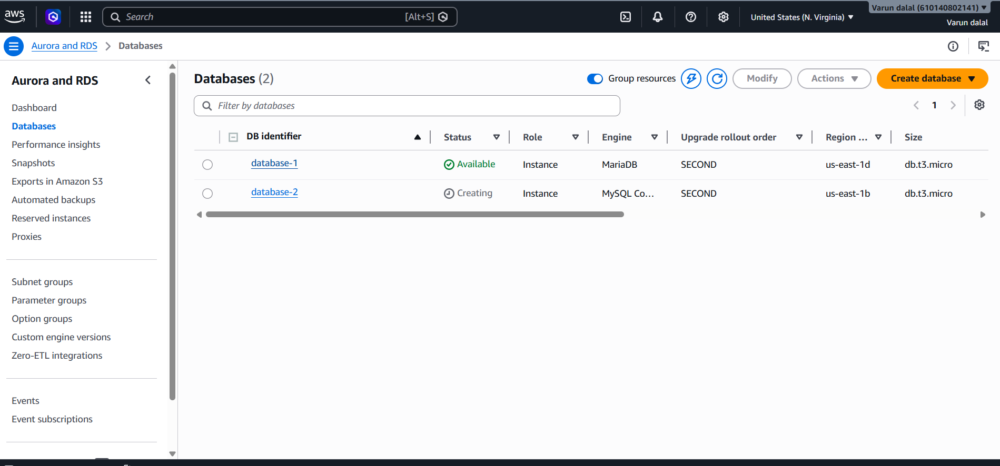 aws
Search
[Alt+S]
United States (N. Virginia)
Varun dalal (610140802141)
Varun dalal
Aurora and RDS
Databases
Aurora and RDS
Dashboard
Databases
Performance insights
Snapshots
Exports in Amazon S3
Automated backups
Reserved instances
Proxies
Subnet groups
Parameter groups
Option groups
Custom engine versions
Zero-ETL integrations
Events
Event subscriptions
Databases (2)
Group resources
Modify
Actions
Create database
Filter by databases
1
DB identifier Status Role Engine Upgrade rollout order Region ... Size
database-1 Available Instance MariaDB SECOND us-east-1d db.t3.micro
database-2 Creating Instance MySQL Co... SECOND us-east-1b db.t3.micro